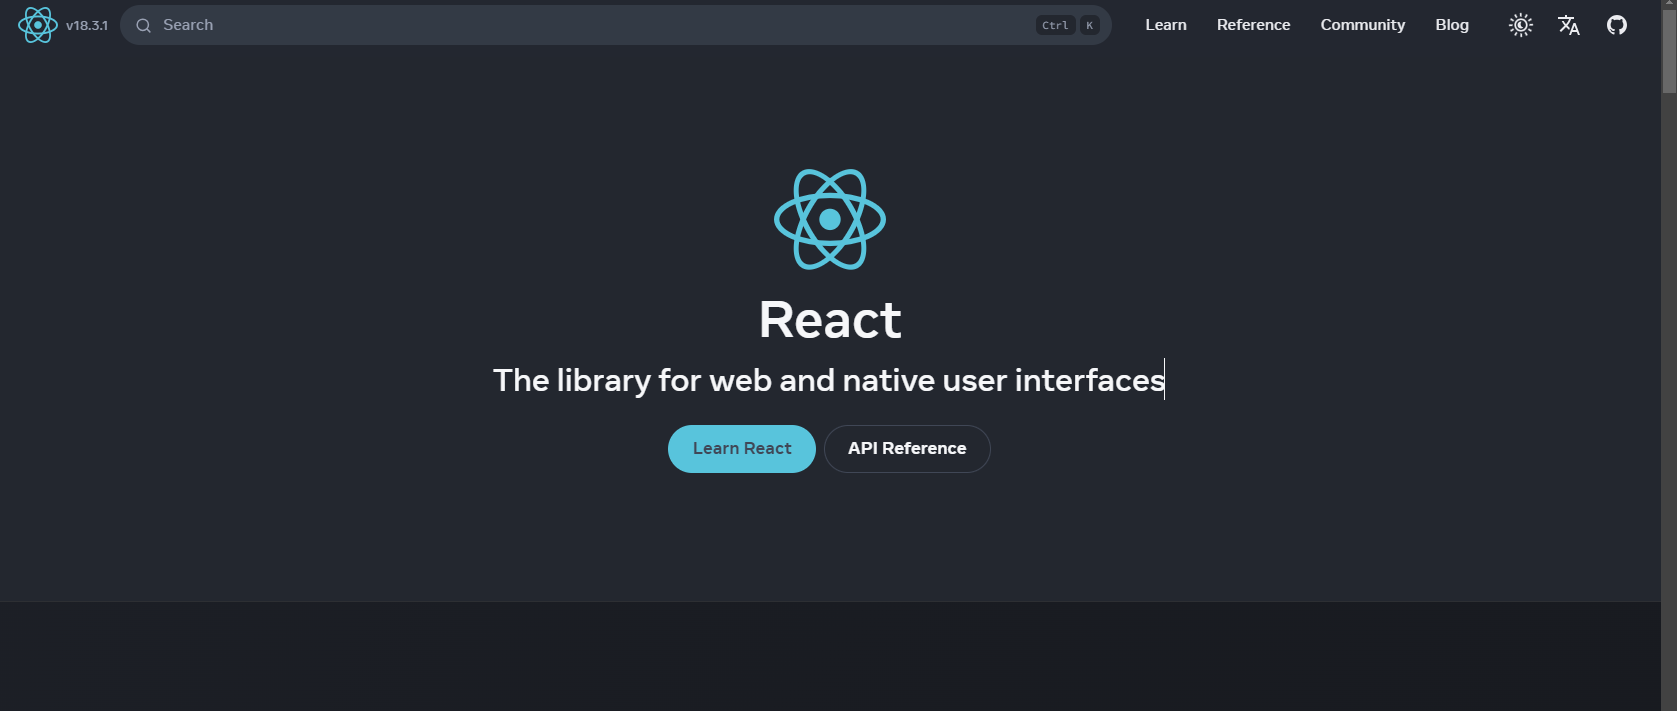 v18.3.1 Search Ctrl K Learn Reference Community Blog
React
The library for web and native user interfaces
Learn React API Reference